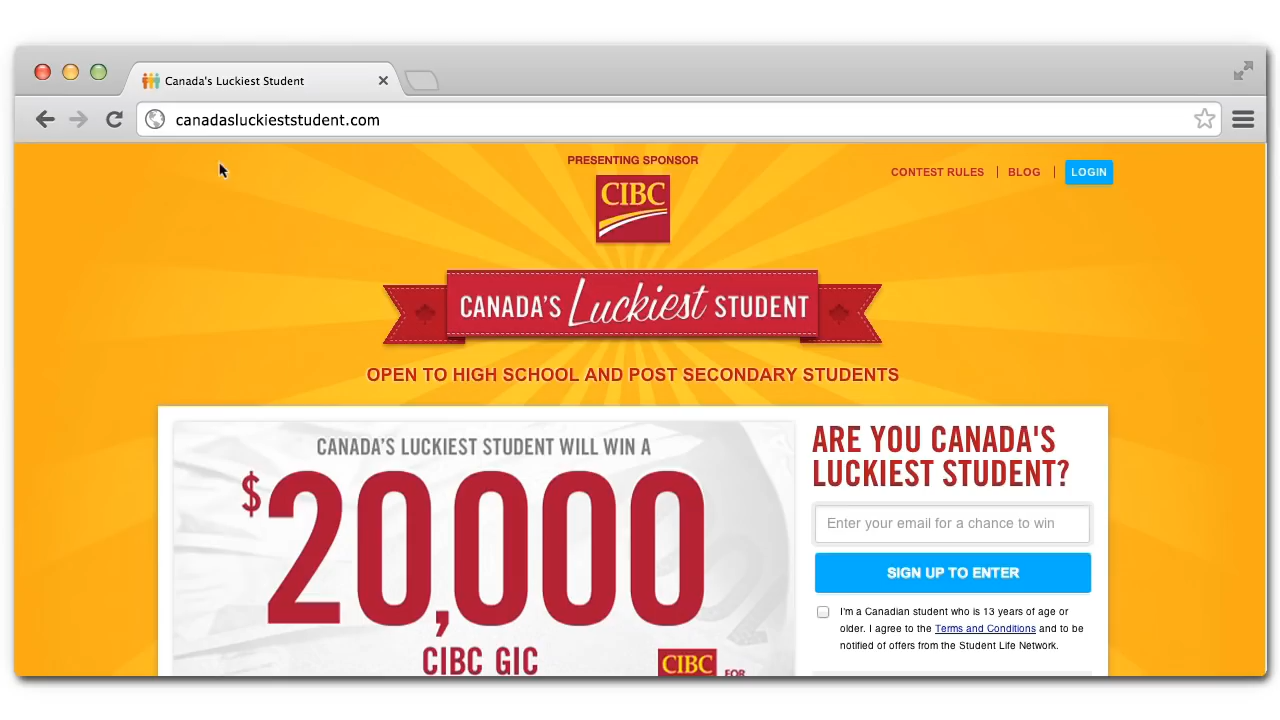 Canada's Luckiest Student
canadasluckieststudent.com
PRESENTING SPONSOR
CIBC
CONTEST RULES | BLOG | LOGIN
CANADA'S Luckiest STUDENT
OPEN TO HIGH SCHOOL AND POST SECONDARY STUDENTS
CANADA'S LUCKIEST STUDENT WILL WIN A
$20,000
CIBC GIC
CIBC FOR
ARE YOU CANADA'S
LUCKIEST STUDENT?
Enter your email for a chance to win
SIGN UP TO ENTER
I'm a Canadian student who is 13 years of age or
older. I agree to the Terms and Conditions and to be
notified of offers from the Student Life Network.